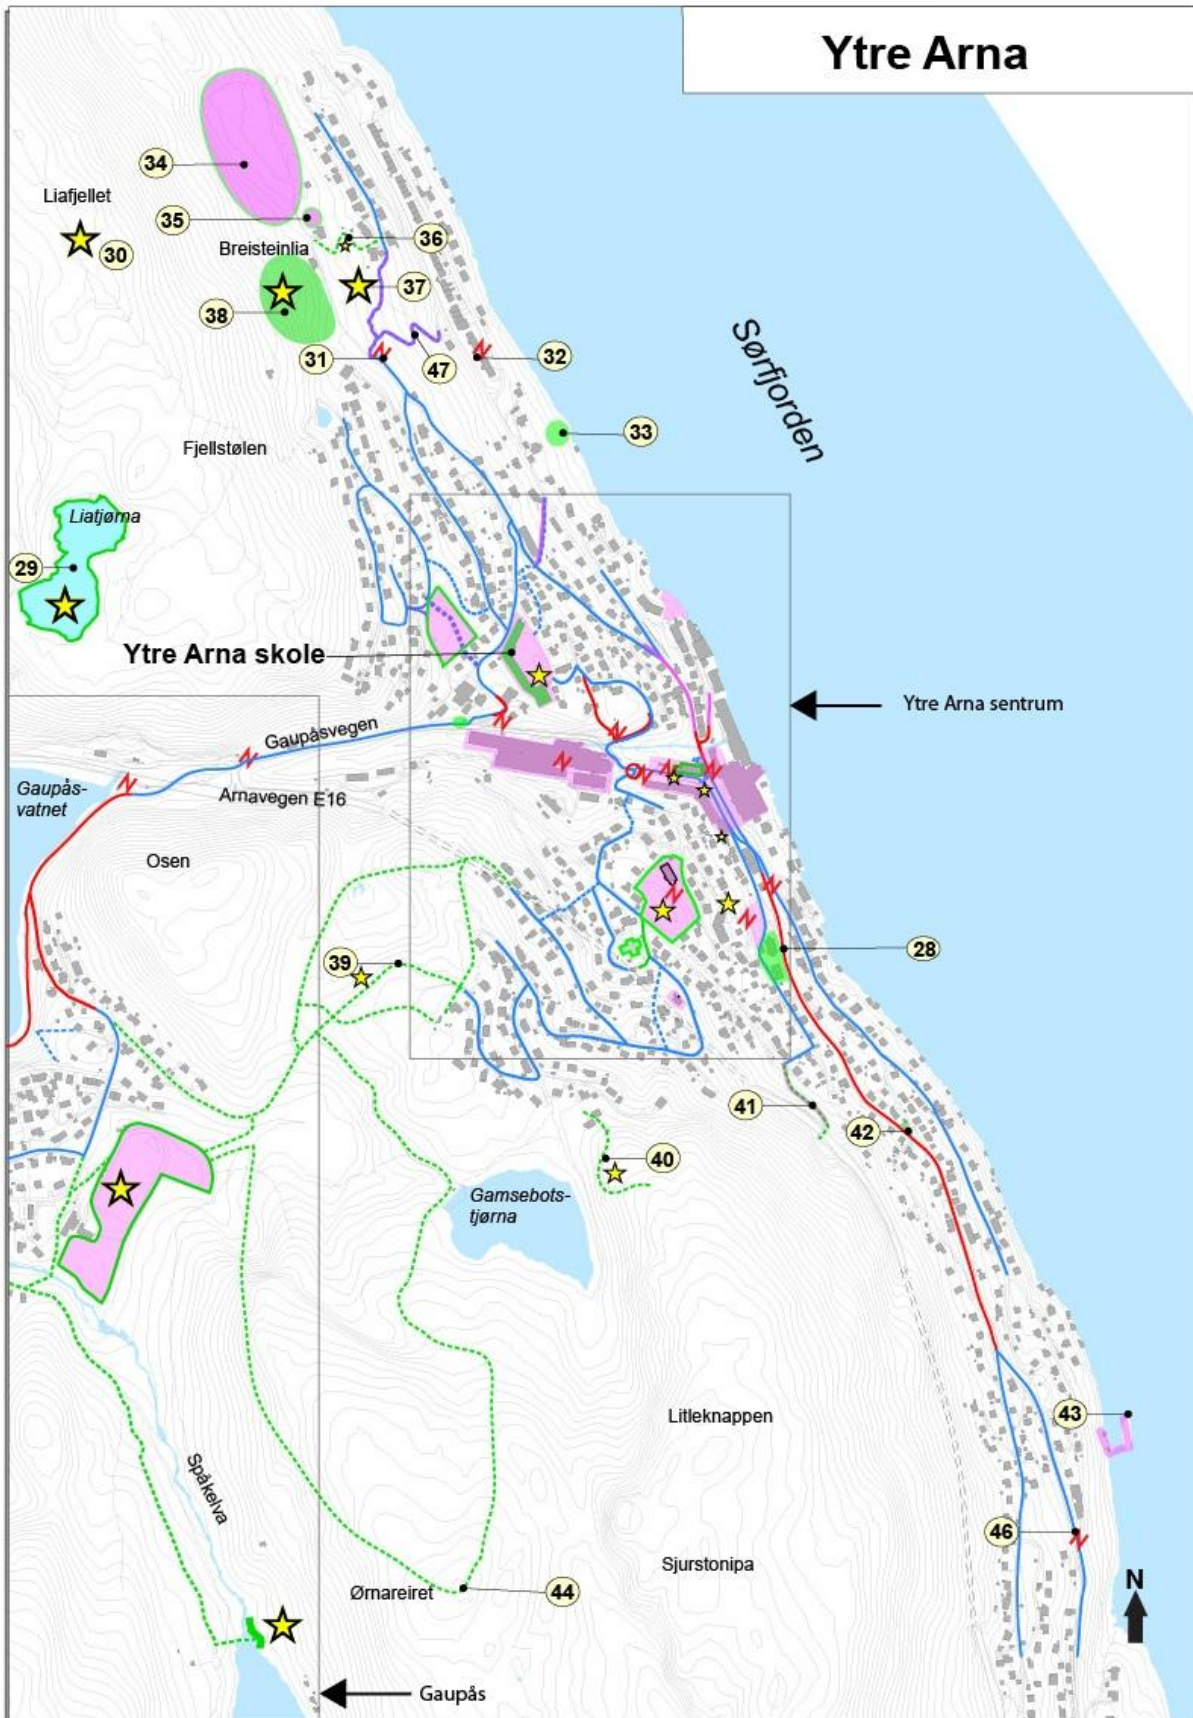 Ytre Arna
34
Liafjellet
35
36
30
Breisteinlia
37
38
31
47
32
Sørfjorden
33
Fjellstølen
Liatjørna
29
Ytre Arna skole
Ytre Arna sentrum
Gaupåsvegen
Gaupås-
vatnet
Arnavegen E16
Osen
28
39
41
42
40
Gamsebots-
tjørna
Litleknappen
43
Spåkelva
46
Sjurstonipa
Ørnareiret
44
N
Gaupås